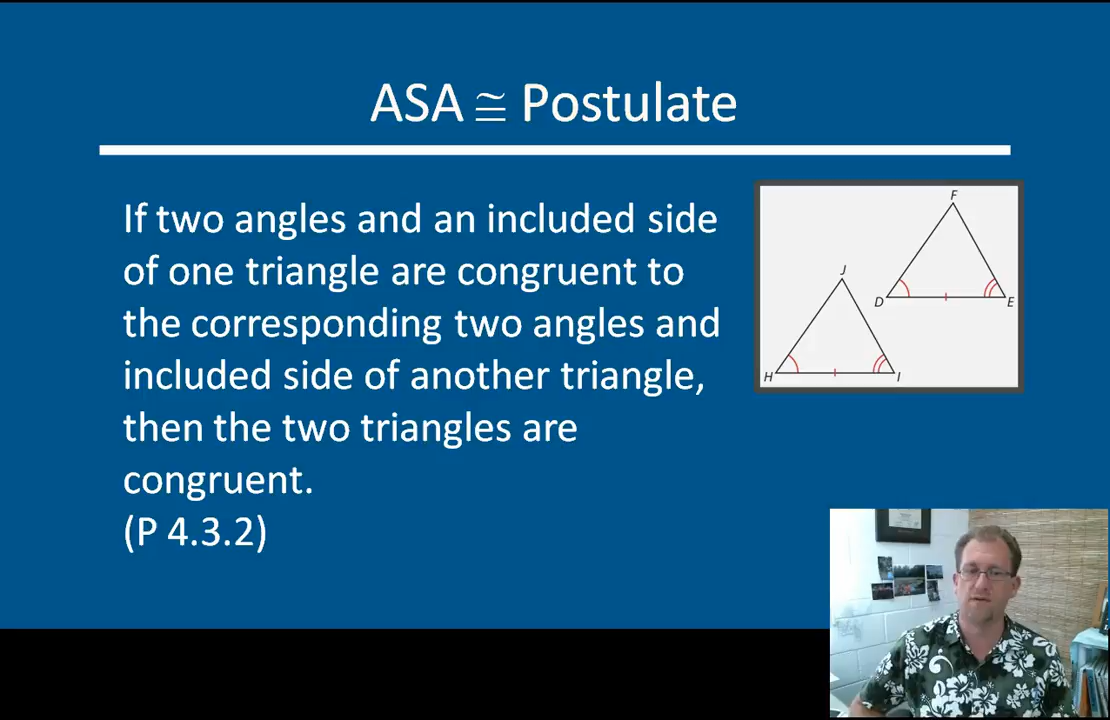 ASA ≅ Postulate
If two angles and an included side
of one triangle are congruent to
the corresponding two angles and
included side of another triangle,
then the two triangles are
congruent.
(P 4.3.2)
F
D
E
J
H
I